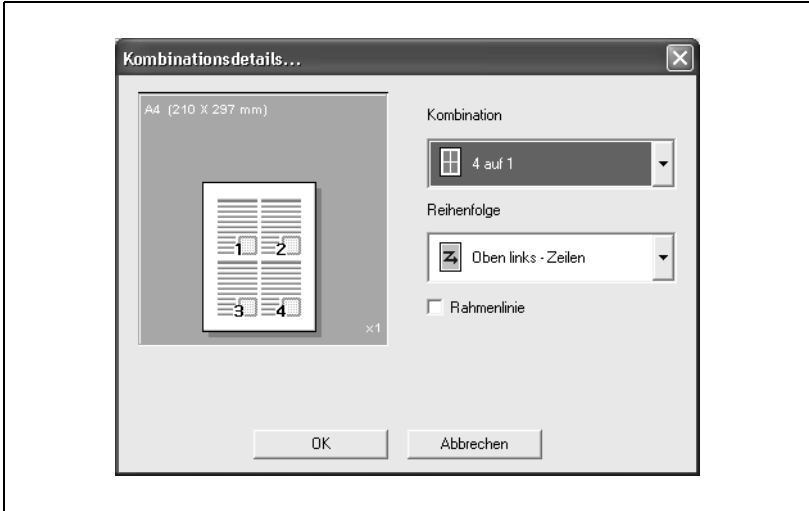 Kombinationsdetails...
A4 (210 X 297 mm)
1 2
3 4
x1
Kombination
4 auf 1
Reihenfolge
Oben links - Zeilen
Rahmenlinie
OK
Abbrechen